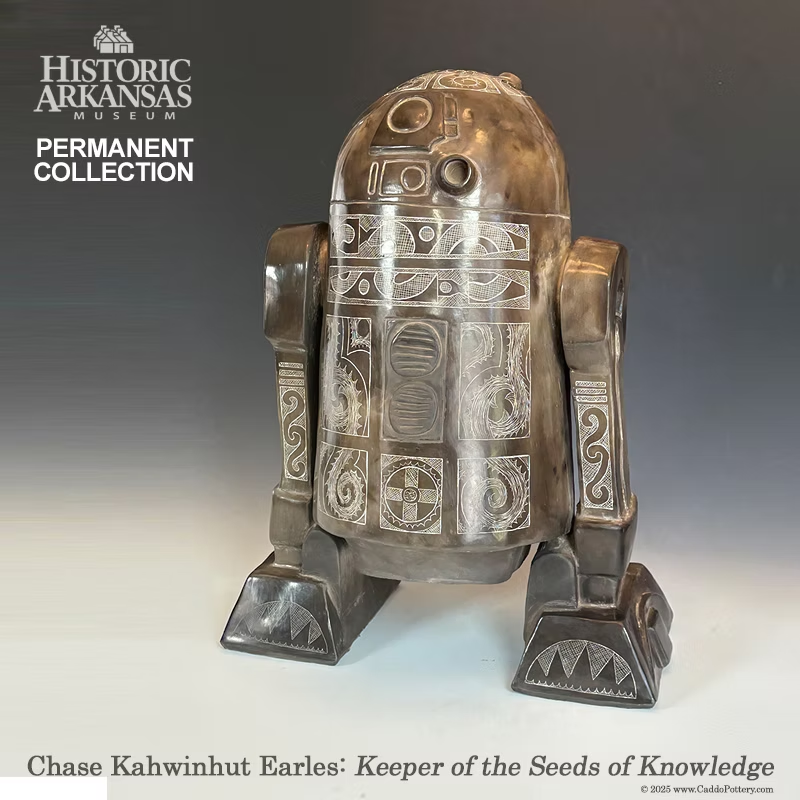 HISTORIC
ARKANSAS
MUSEUM
PERMANENT
COLLECTION
Chase Kahwinhut Earles: Keeper of the Seeds of Knowledge
© 2025 www.CaddoPottery.com